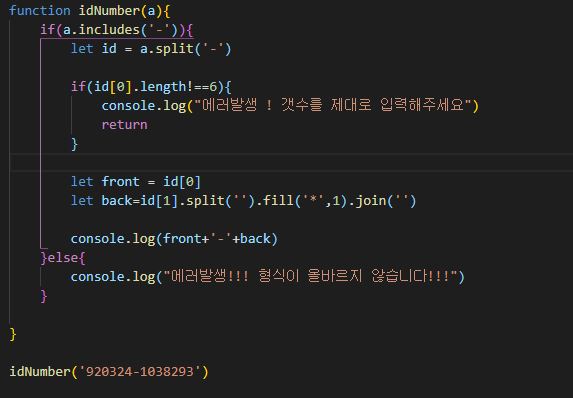 function idNumber(a){
if(a.includes('-')){
let id = a.split('-')
if(id[0].length!==6){
console.log("에러발생 ! 갯수를 제대로 입력해주세요")
return
}
let front = id[0]
let back=id[1].split('').fill('*',1).join('')
console.log(front+'-'+back)
}else{
console.log("에러발생!!! 형식이 올바르지 않습니다!!!")
}
}
idNumber('920324-1038293')